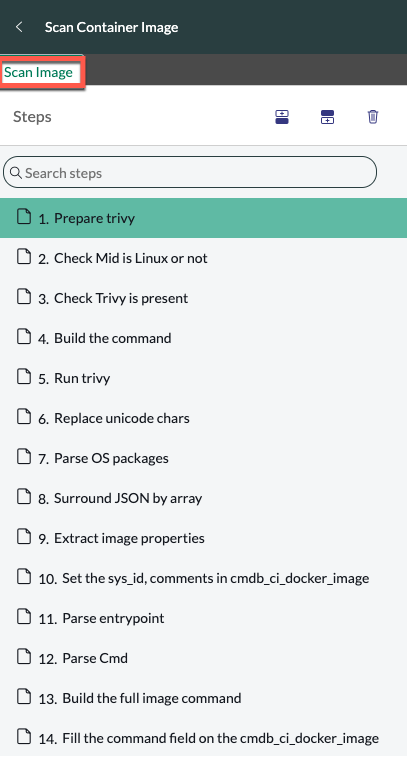 Scan Container Image
Scan Image
Steps
Search steps
1. Prepare trivy
2. Check Mid is Linux or not
3. Check Trivy is present
4. Build the command
5. Run trivy
6. Replace unicode chars
7. Parse OS packages
8. Surround JSON by array
9. Extract image properties
10. Set the sys_id, comments in cmdb_ci_docker_image
11. Parse entrypoint
12. Parse Cmd
13. Build the full image command
14. Fill the command field on the cmdb_ci_docker_image